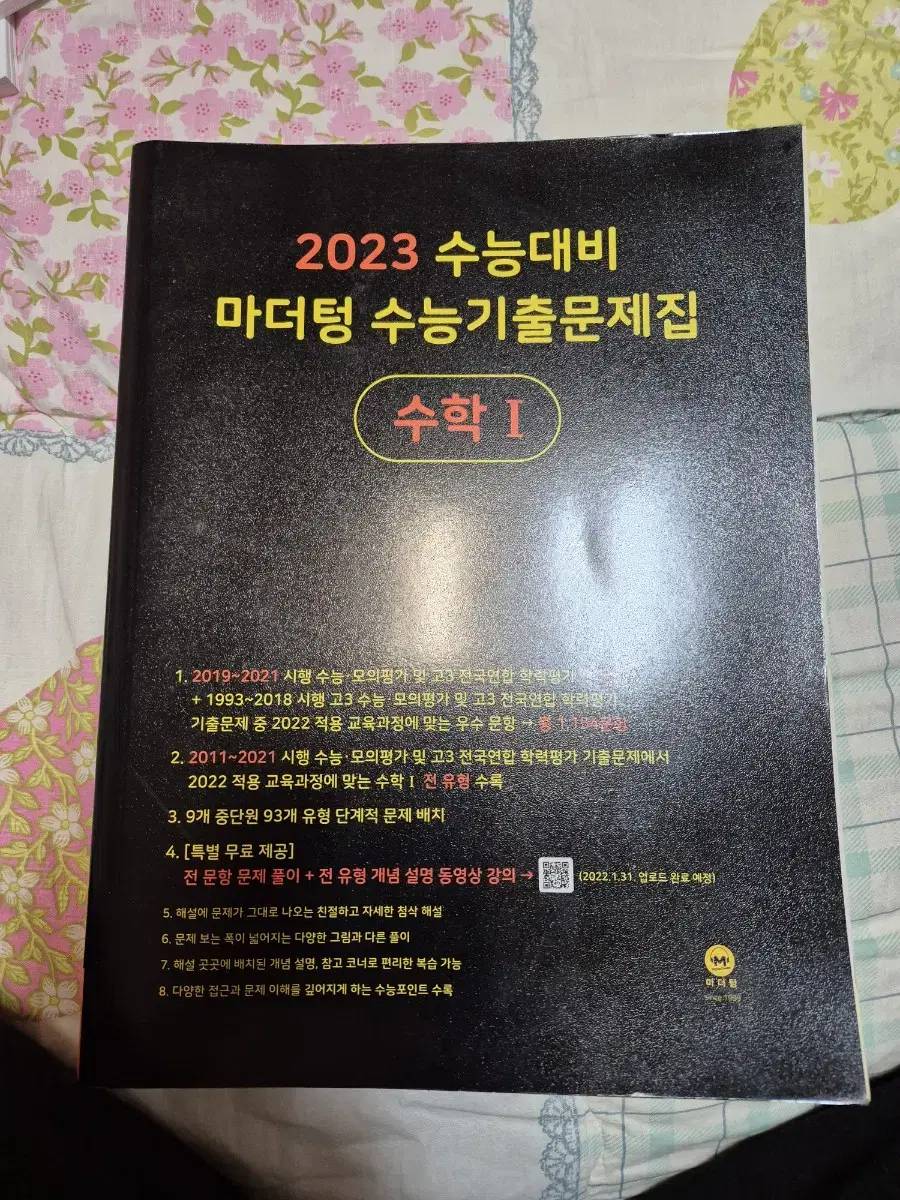 2023 수능대비
마더텅 수능기출문제집
수학 I
1. 2019~2021 시행 수능·모의평가 및 고3 전국연합 학력평가
+ 1993~2018 시행 고3 수능·모의평가 및 고3 전국연합 학력평가
기출문제 중 2022 적용 교육과정에 맞는 우수 문항 → 총
2. 2011~2021 시행 수능·모의평가 및 고3 전국연합 학력평가 기출문제에서
2022 적용 교육과정에 맞는 수학 I 전 유형 수록
3. 9개 중단원 93개 유형 단계적 문제 배치
4. [특별 무료 제공]
전 문항 문제 풀이 + 전 유형 개념 설명 동영상 강의 → (2022.1.31. 업로드 완료 예정)
5. 해설에 문제가 그대로 나오는 친절하고 자세한 첨삭 해설
6. 문제 보는 폭이 넓어지는 다양한 그림과 다른 풀이
7. 해설 곳곳에 배치된 개념 설명, 참고 코너로 편리한 복습 가능
8. 다양한 접근과 문제 이해를 깊어지게 하는 수능포인트 수록
M
마더텅
since 1999